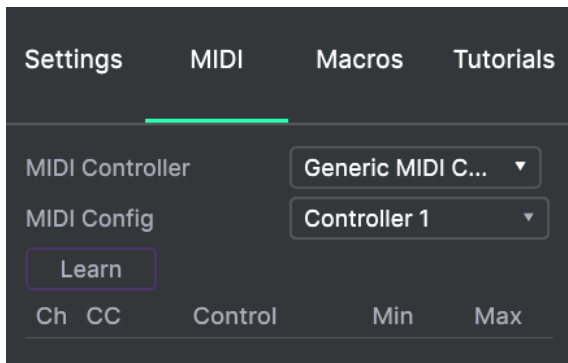 Settings MIDI Macros Tutorials
MIDI Controller Generic MIDI C...
MIDI Config Controller 1
Learn
Ch CC Control Min Max